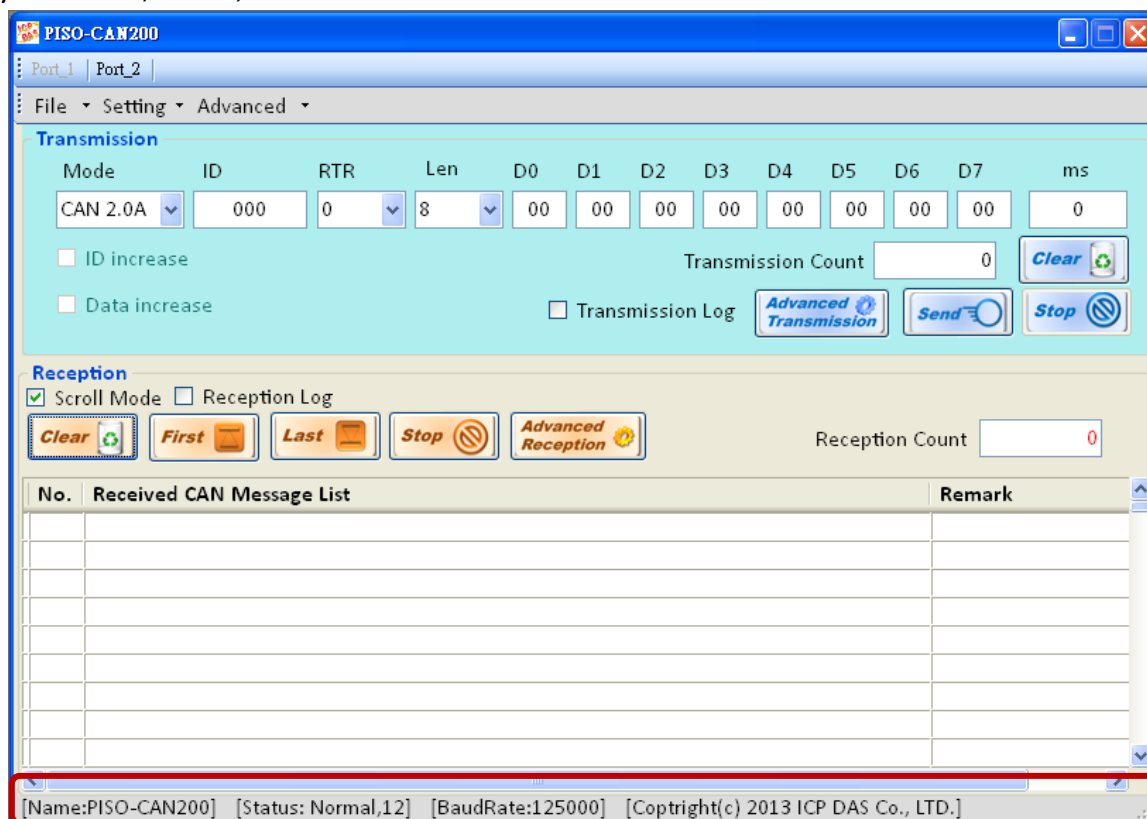 PISO-CAN200
Port_1 Port_2
File Setting Advanced
Transmission
Mode ID RTR Len D0 D1 D2 D3 D4 D5 D6 D7 ms
CAN 2.0A 000 0 8 00 00 00 00 00 00 00 00 0
ID increase Transmission Count 0 Clear
Data increase Transmission Log Advanced Transmission Send Stop
Reception
Scroll Mode Reception Log
Clear First Last Stop Advanced Reception Reception Count 0
No. Received CAN Message List Remark
[Name:PISO-CAN200] [Status: Normal,12] [BaudRate:125000] [Coptright(c) 2013 ICP DAS Co., LTD.]